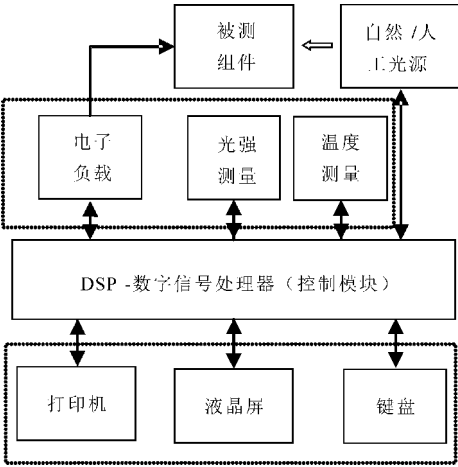 被测
组件
自然 /人
工光源
电子
负载
光强
测量
温度
测量
DSP -数字信号处理器（控制模块）
打印机
液晶屏
键盘